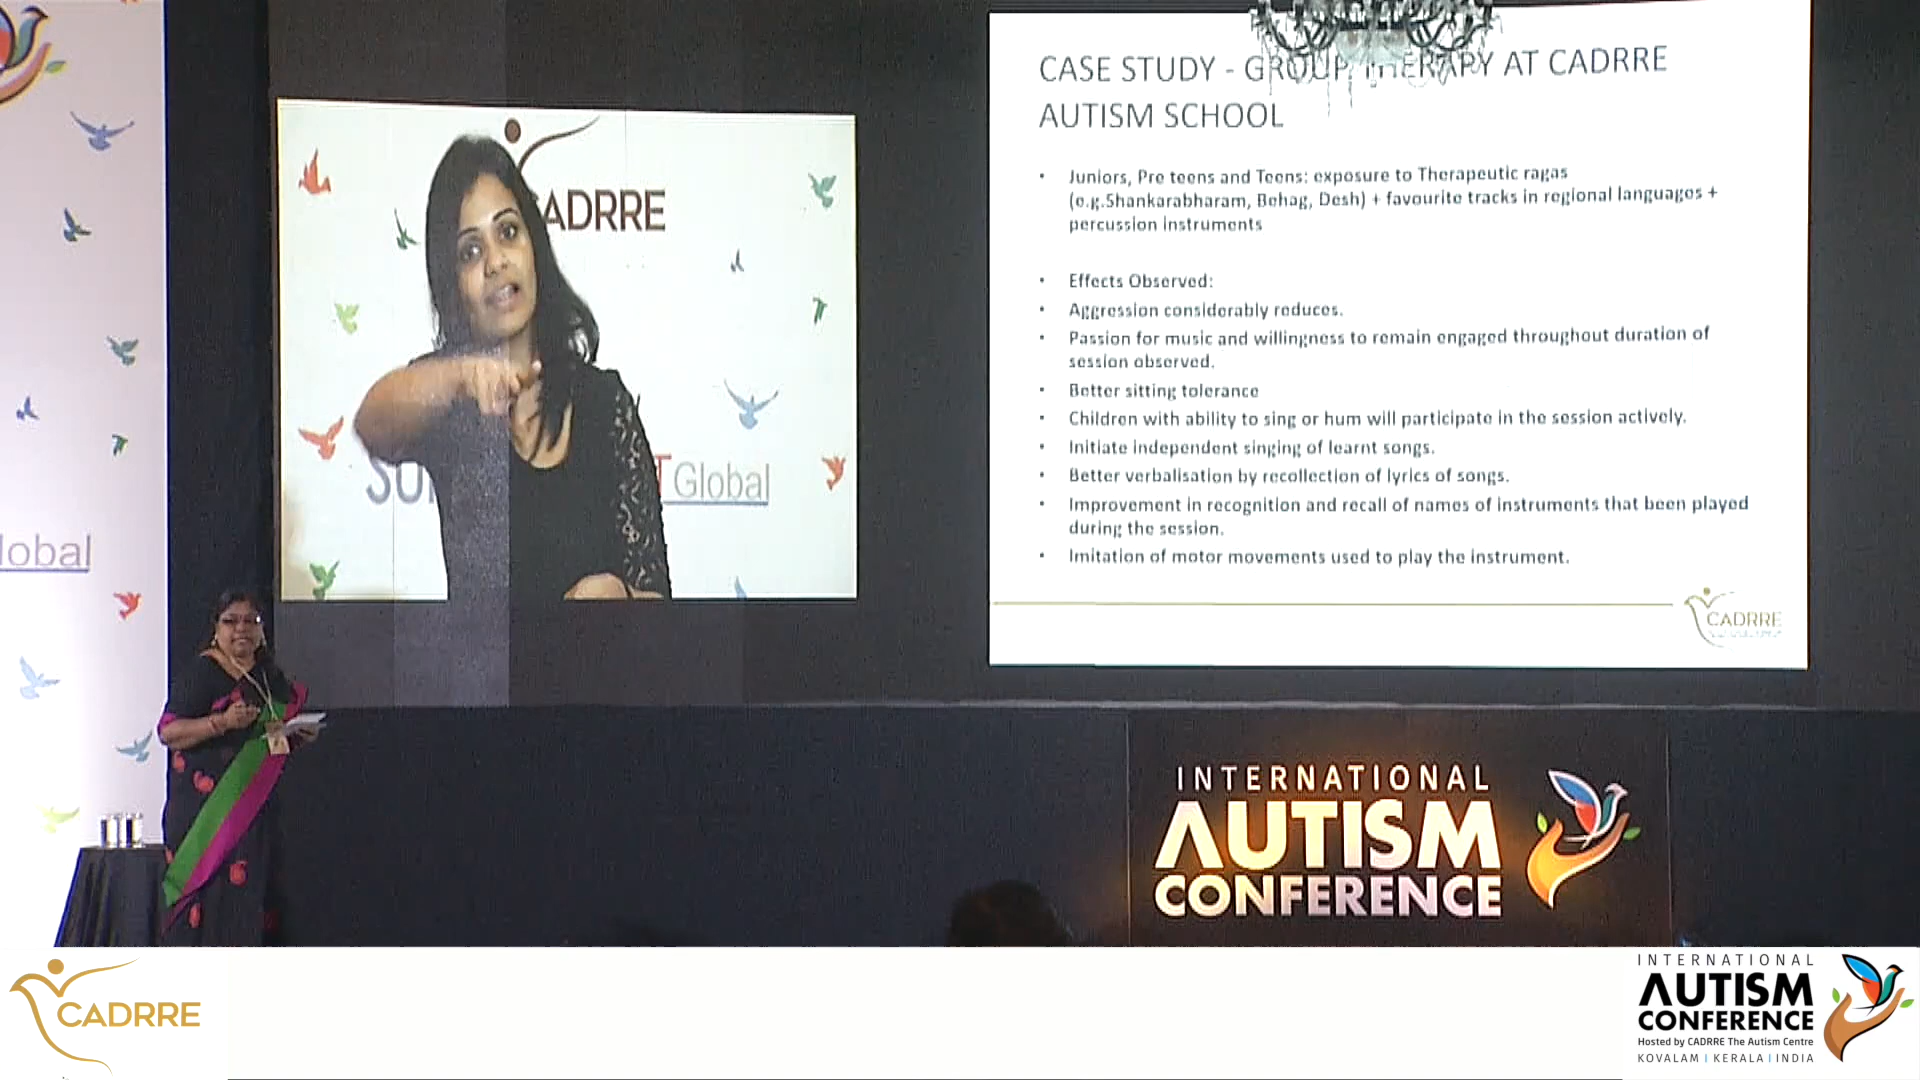 CASE STUDY - GROUP THERAPY AT CADRRE
AUTISM SCHOOL
• Juniors, Pre teens and Teens: exposure to Therapeutic ragas
(e.g.Shankarabharam, Behag, Desh) + favourite tracks in regional languages +
percussion instruments
• Effects Observed:
• Aggression considerably reduces.
• Passion for music and willingness to remain engaged throughout duration of
session observed.
• Better sitting tolerance
• Children with ability to sing or hum will participate in the session actively.
• Initiate independent singing of learnt songs.
• Better verbalisation by recollection of lyrics of songs.
• Improvement in recognition and recall of names of instruments that been played
during the session.
• Imitation of motor movements used to play the instrument.
CADRRE
ADRRE
Global
lobal
INTERNATIONAL
AUTISM
CONFERENCE
CADRRE
INTERNATIONAL
AUTISM
CONFERENCE
Hosted by CADRRE The Autism Centre
KOVALAM | KERALA | INDIA